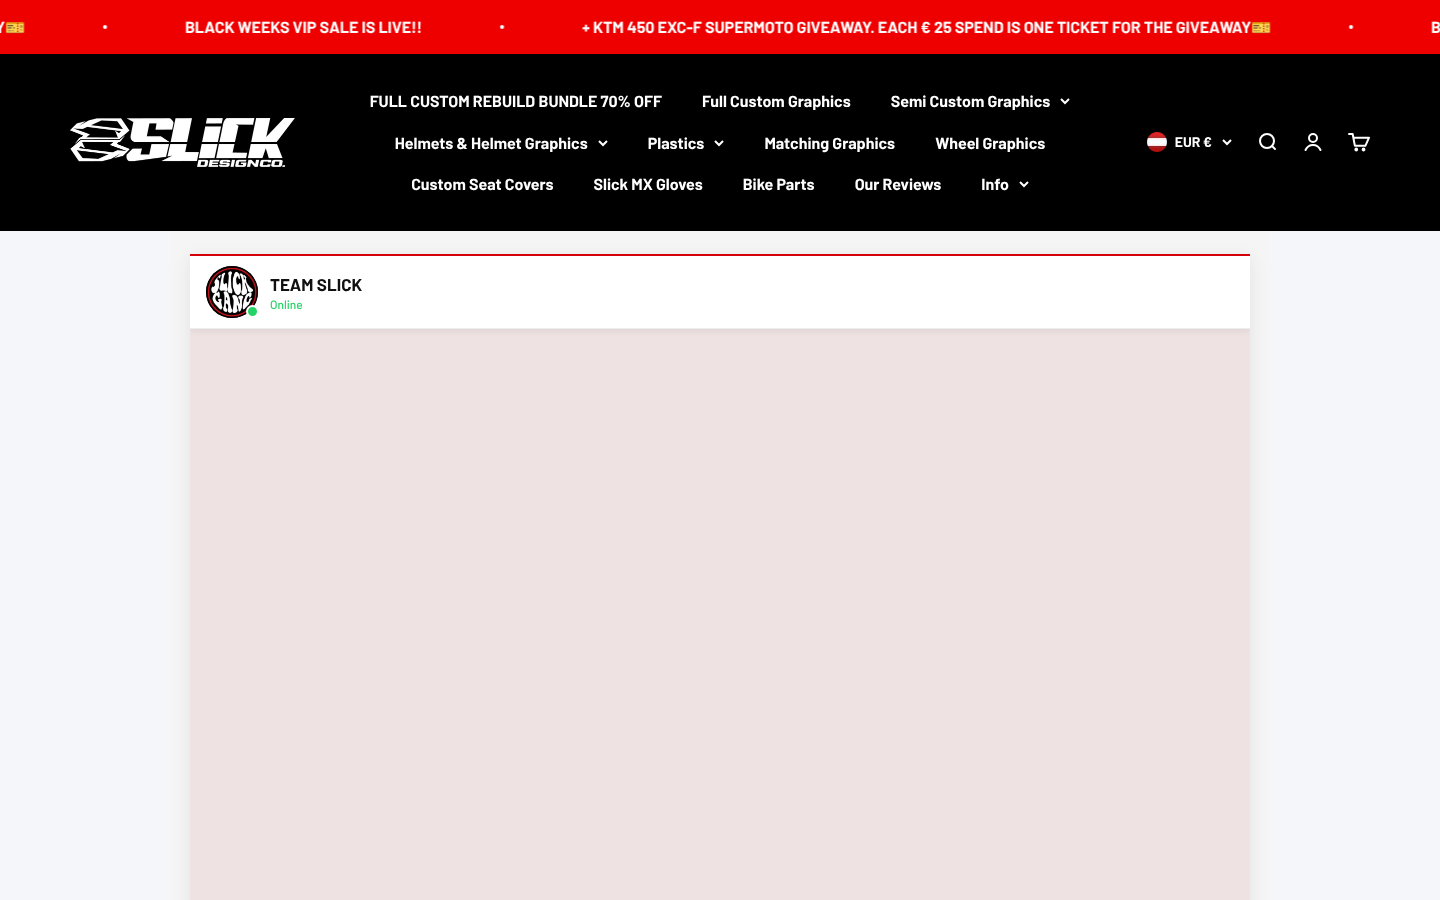 Y🎫 • BLACK WEEKS VIP SALE IS LIVE!! • + KTM 450 EXC-F SUPERMOTO GIVEAWAY. EACH € 25 SPEND IS ONE TICKET FOR THE GIVEAWAY🎫 • B
FULL CUSTOM REBUILD BUNDLE 70% OFF Full Custom Graphics Semi Custom Graphics
SLICK DESIGNCO.
Helmets & Helmet Graphics Plastics Matching Graphics Wheel Graphics
EUR €
Custom Seat Covers Slick MX Gloves Bike Parts Our Reviews Info
SLICK GANG
TEAM SLICK
Online